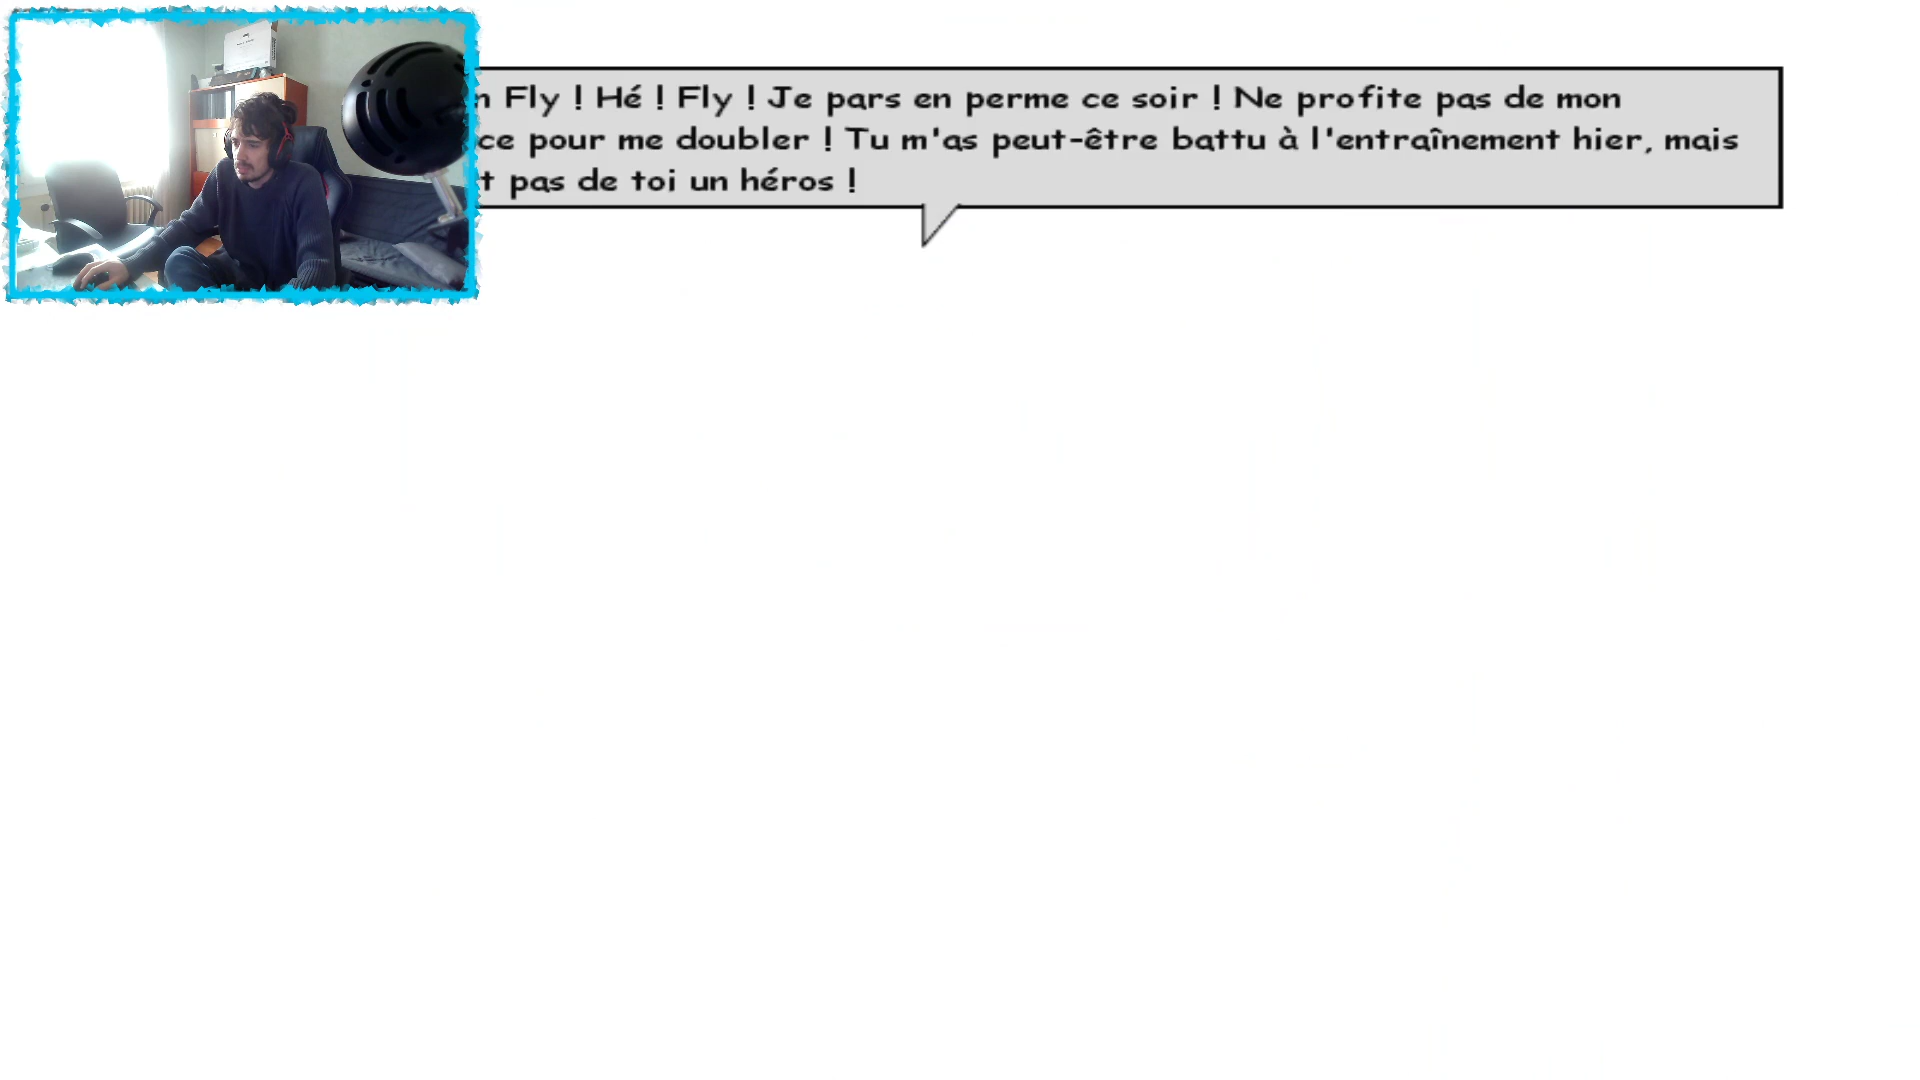 Fly ! Hé ! Fly ! Je pars en perme ce soir ! Ne profite pas de mon
ce pour me doubler ! Tu m'as peut-être battu à l'entraînement hier, mais
t pas de toi un héros !